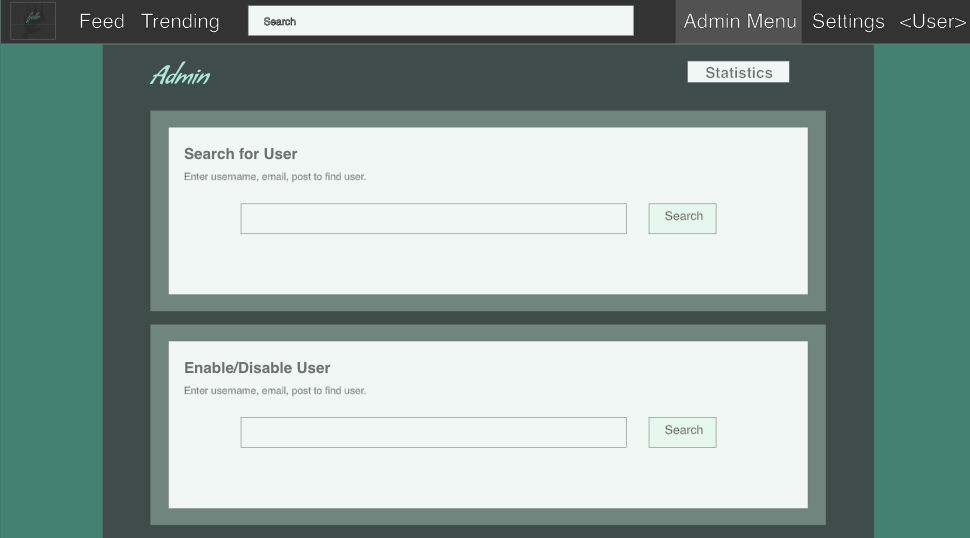 Feed Trending Search Admin Menu Settings <User>
Admin Statistics
Search for User
Enter username, email, post to find user.
Search
Enable/Disable User
Enter username, email, post to find user.
Search